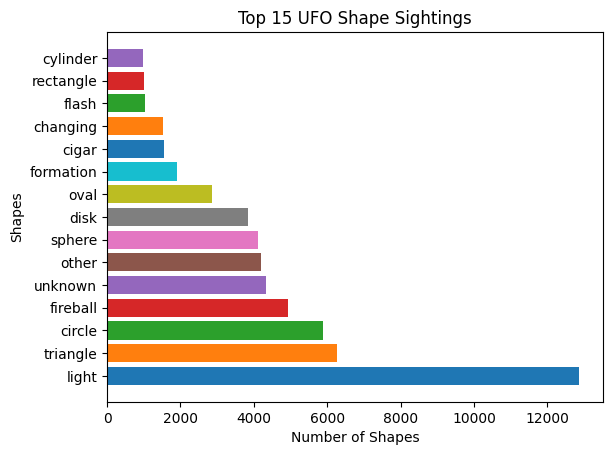 Top 15 UFO Shape Sightings
Shapes
cylinder
rectangle
flash
changing
cigar
formation
oval
disk
sphere
other
unknown
fireball
circle
triangle
light
0 2000 4000 6000 8000 10000 12000
Number of Shapes